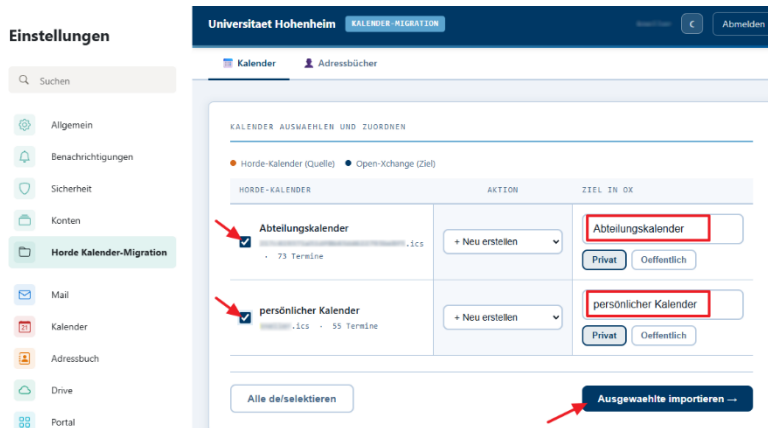 Einstellungen
Suchen
Allgemein
Benachrichtigungen
Sicherheit
Konten
Horde Kalender-Migration
Mail
21
Kalender
Adressbuch
Drive
Portal
Universitaet Hohenheim KALENDER-MIGRATION Abmelden
Kalender Adressbücher
KALENDER AUSWAEHLEN UND ZUORDNEN
Horde-Kalender (Quelle) Open-Xchange (Ziel)
HORDE-KALENDER AKTION ZIEL IN OX
Abteilungskalender
.ics
· 73 Termine
+ Neu erstellen
Abteilungskalender
Privat Oeffentlich
persönlicher Kalender
.ics · 55 Termine
+ Neu erstellen
persönlicher Kalender
Privat Oeffentlich
Alle de/selektieren Ausgewaehlte importieren →